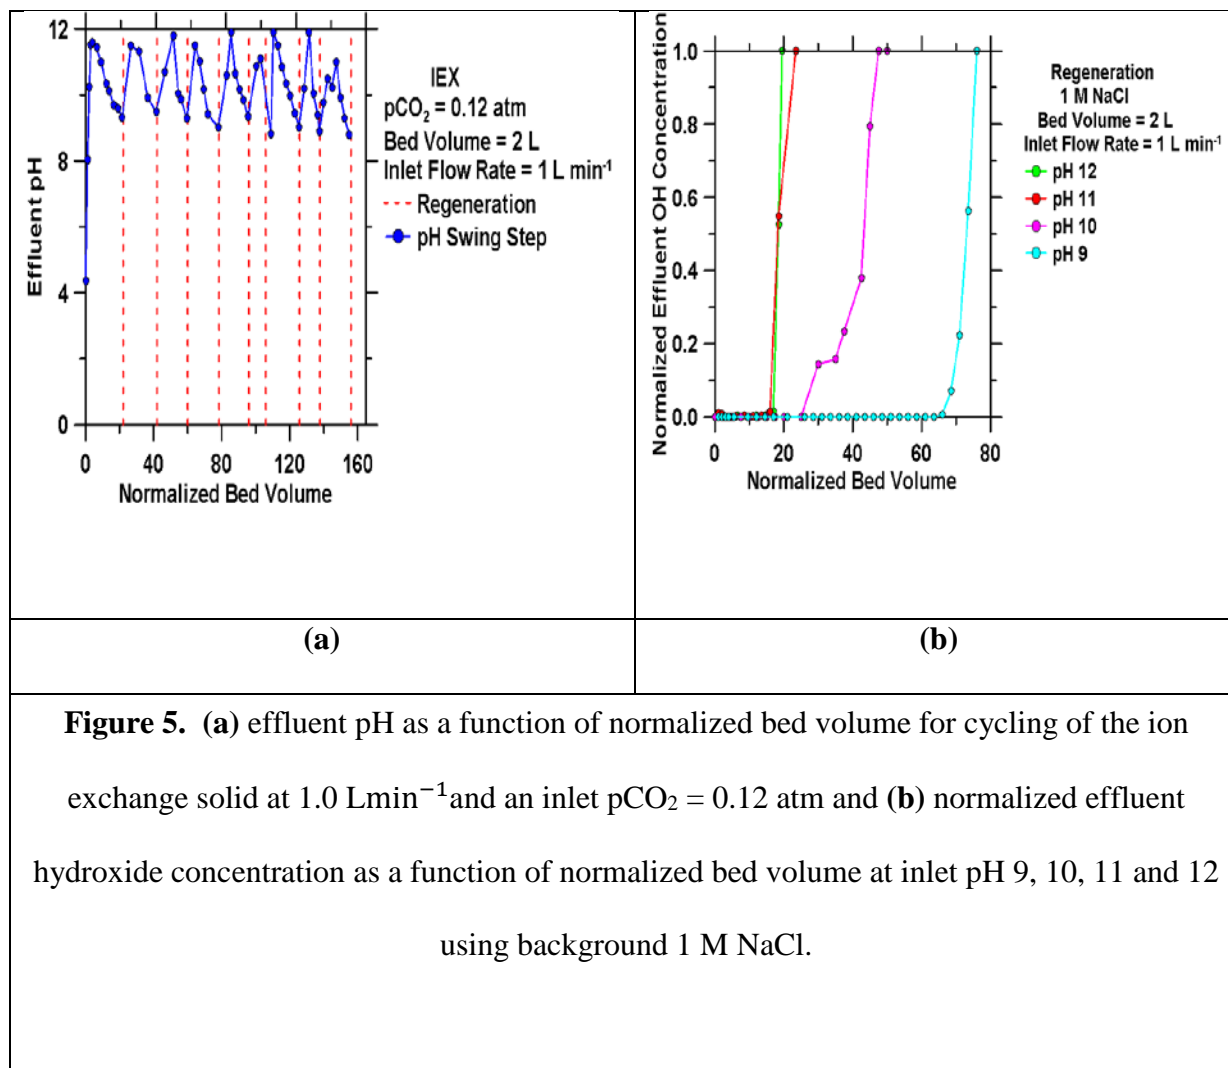 12
8
4
0
Effluent pH
0 40 80 120 160
Normalized Bed Volume
IEX
pCO₂ = 0.12 atm
Bed Volume = 2 L
Inlet Flow Rate = 1 L min⁻¹
Regeneration
pH Swing Step
1.0
0.8
0.6
0.4
0.2
0.0
Normalized Effluent OH Concentration
0 20 40 60 80
Normalized Bed Volume
Regeneration
1 M NaCl
Bed Volume = 2 L
Inlet Flow Rate = 1 L min⁻¹
pH 12
pH 11
pH 10
pH 9
(a)
(b)
Figure 5. (a) effluent pH as a function of normalized bed volume for cycling of the ion
exchange solid at 1.0 Lmin⁻¹and an inlet pCO₂ = 0.12 atm and (b) normalized effluent
hydroxide concentration as a function of normalized bed volume at inlet pH 9, 10, 11 and 12
using background 1 M NaCl.